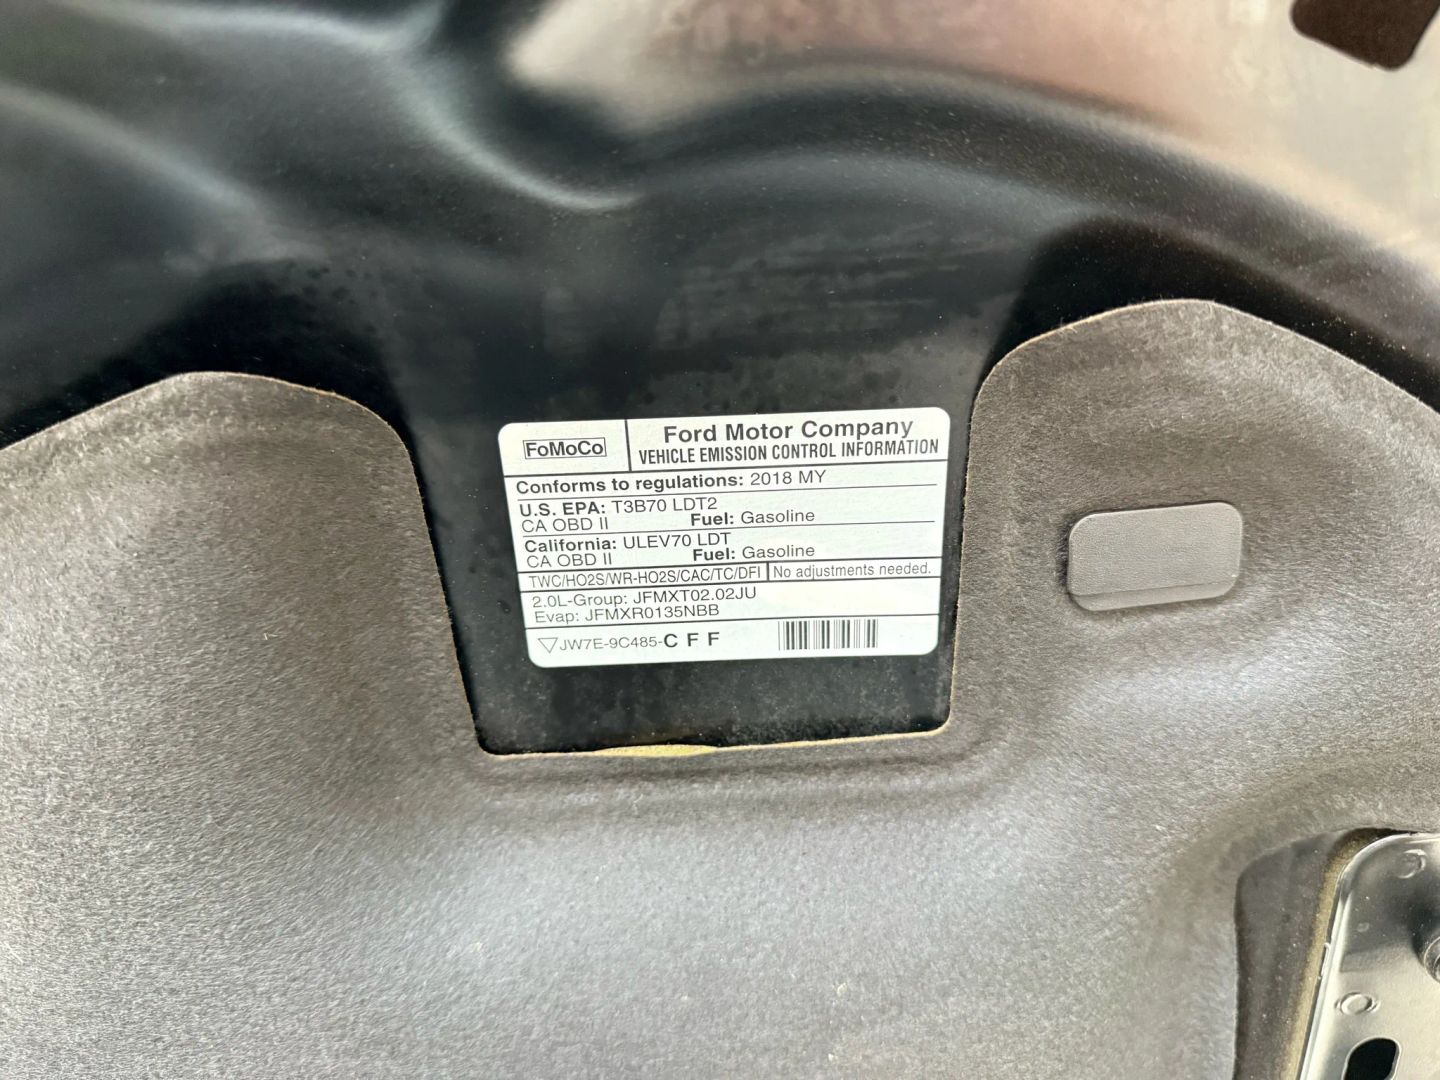 FoMoCo
Ford Motor Company
VEHICLE EMISSION CONTROL INFORMATION
Conforms to regulations: 2018 MY
U.S. EPA: T3B70 LDT2
CA OBD II Fuel: Gasoline
California: ULEV70 LDT
CA OBD II Fuel: Gasoline
TWC/HO2S/WR-HO2S/CAC/TC/DFI No adjustments needed.
2.0L-Group: JFMXT02.02JU
Evap: JFMXR0135NBB
JW7E-9C485-CFF